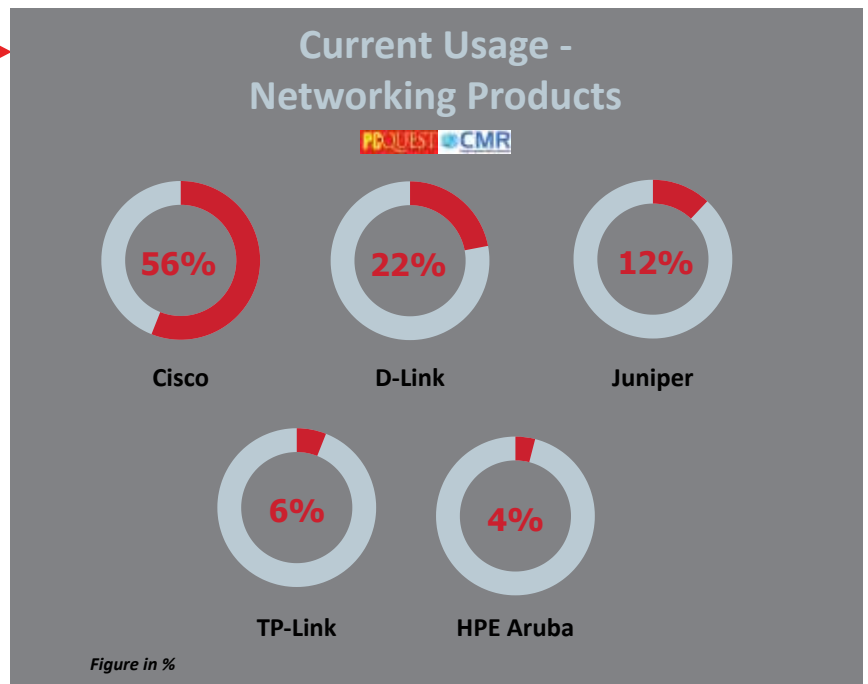 Current Usage -
Networking Products
PCQUEST CMR
56%
22%
12%
Cisco
D-Link
Juniper
6%
4%
TP-Link
HPE Aruba
Figure in %